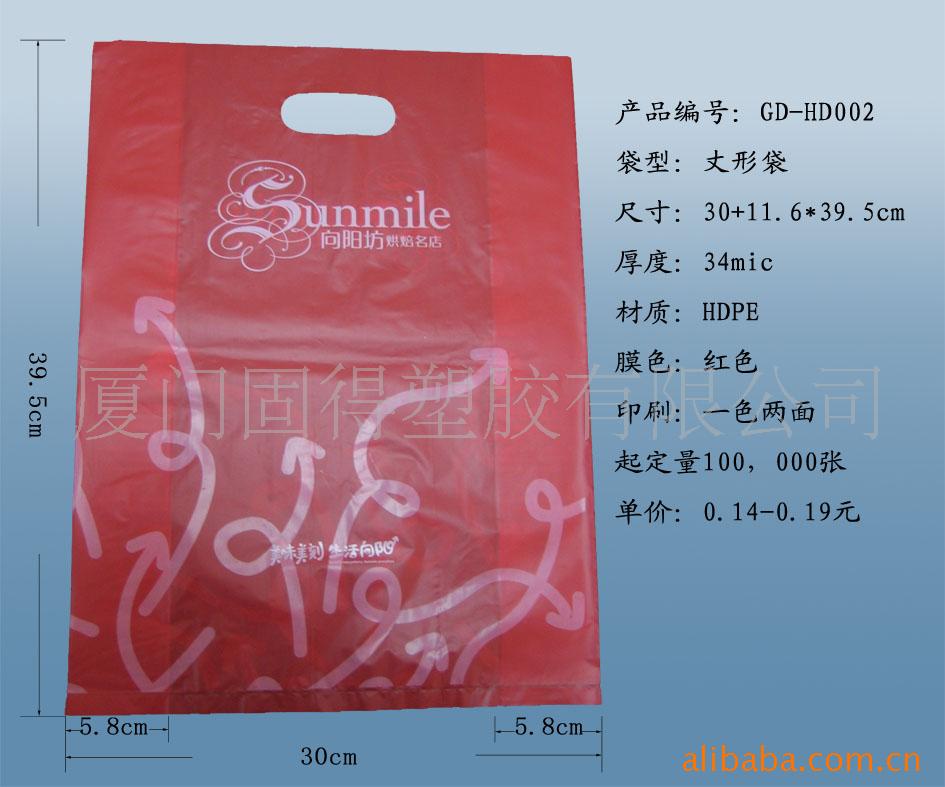 产品编号: GD-HD002
袋型: 丈形袋
尺寸: 30+11.6*39.5cm
厚度: 34mic
材质: HDPE
膜色: 红色
印刷: 一色两面
起定量100, 000张
单价: 0.14-0.19元
Sunmile
向阳坊烘焙名店
厦门固得塑胶有限公司
美味美刻 生活向阳
39.5cm
5.8cm
5.8cm
30cm
alibaba.com.cn